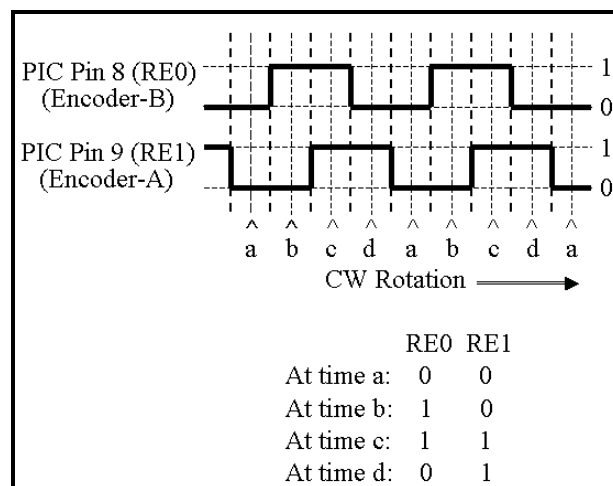 PIC Pin 8 (RE0)
(Encoder-B)
1
0
PIC Pin 9 (RE1)
(Encoder-A)
1
0
a b c d a b c d a
CW Rotation
RE0 RE1
At time a: 0 0
At time b: 1 0
At time c: 1 1
At time d: 0 1